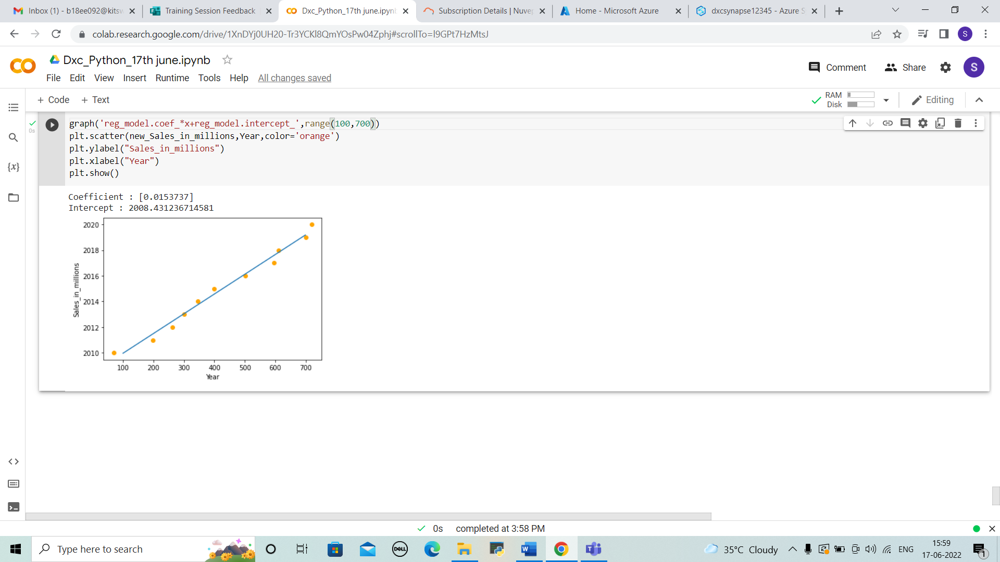 Inbox (1) - b18ee092@kitsw
Training Session Feedback
Dxc_Python_17th june.ipynb
Subscription Details | Nuvep
Home - Microsoft Azure
dxcsynapse12345 - Azure S
colab.research.google.com/drive/1XnDYj0UH20-Tr3YCKl8QmYOsPw04Zphj#scrollTo=l9GPt7HzMtsJ
S
Dxc_Python_17th june.ipynb
Comment
Share
S
File Edit View Insert Runtime Tools Help All changes saved
+ Code + Text
RAM
Disk
Editing
0s
graph('reg_model.coef_*x+reg_model.intercept_',range(100,700))
plt.scatter(new_Sales_in_millions,Year,color='orange')
plt.ylabel("Sales_in_millions")
plt.xlabel("Year")
plt.show()
{x}
Coefficient : [0.0153737]
Intercept : 2008.431236714581
2020
2018
2016
2014
2012
2010
Sales_in_millions
100 200 300 400 500 600 700
Year
0s completed at 3:58 PM
Type here to search
DELL
W
T
35°C Cloudy
ENG
15:59
17-06-2022
1